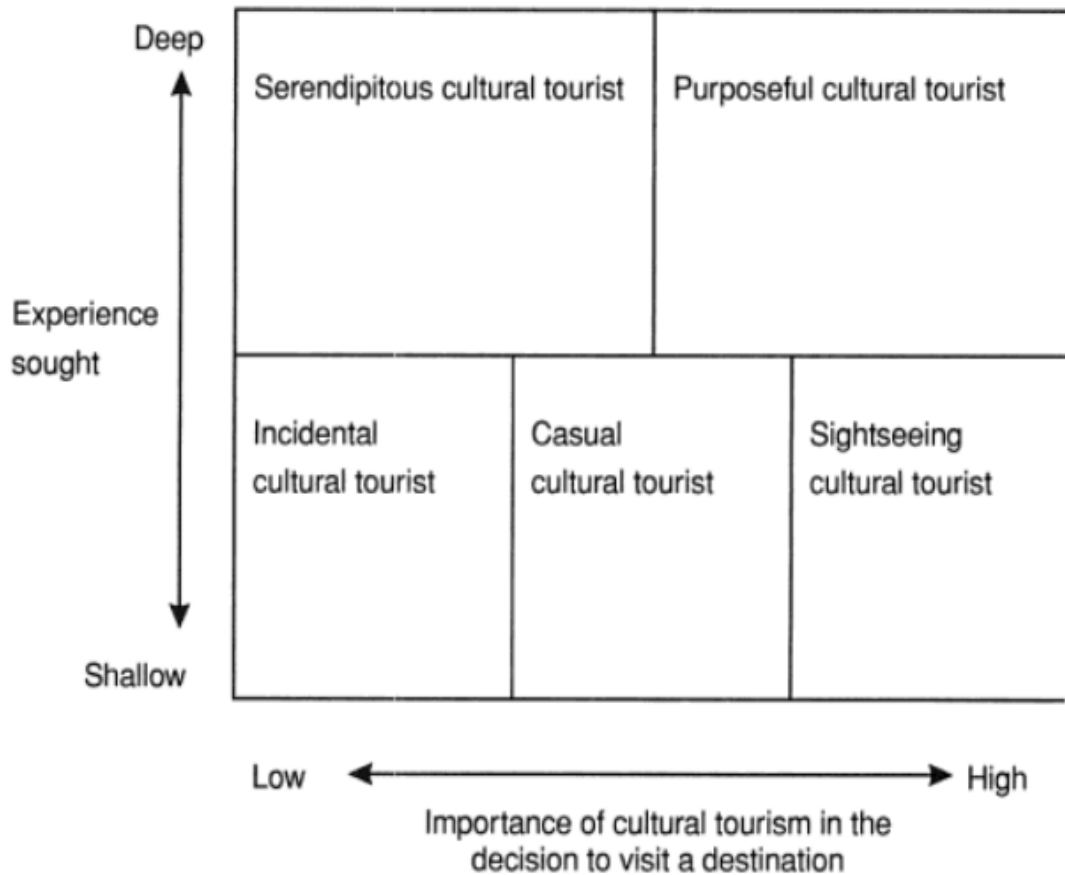 Deep
Serendipitous cultural tourist
Purposeful cultural tourist
Experience
sought
Incidental
cultural tourist
Casual
cultural tourist
Sightseeing
cultural tourist
Shallow
Low
High
Importance of cultural tourism in the
decision to visit a destination